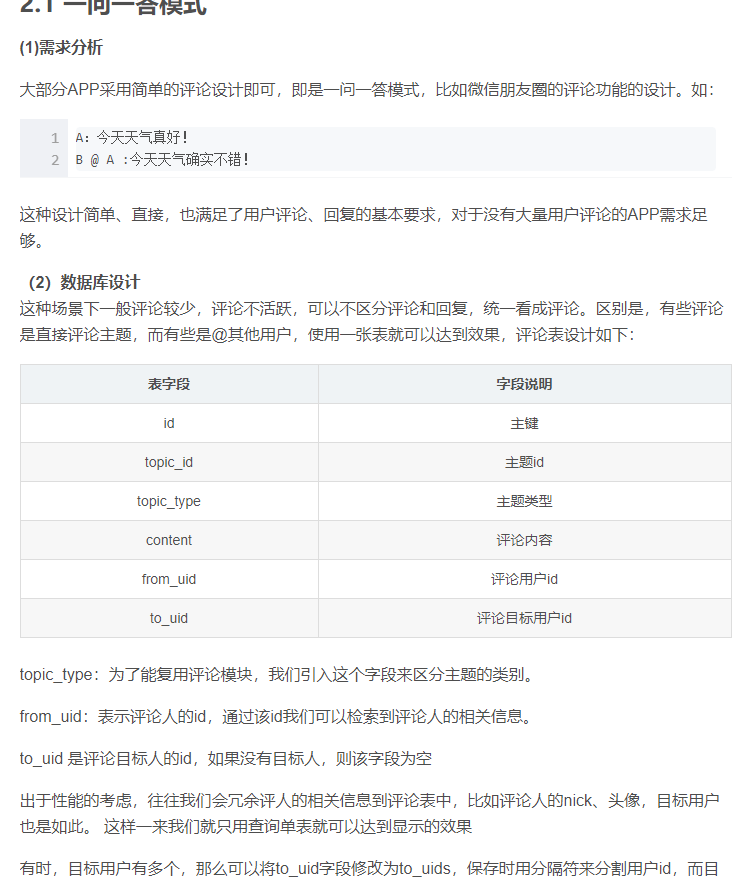 2.1 一问一答模式
(1)需求分析
大部分APP采用简单的评论设计即可，即是一问一答模式，比如微信朋友圈的评论功能的设计。如：
1 A：今天天气真好！
2 B @ A :今天天气确实不错！
这种设计简单、直接，也满足了用户评论、回复的基本要求，对于没有大量用户评论的APP需求足
够。
（2）数据库设计
这种场景下一般评论较少，评论不活跃，可以不区分评论和回复，统一看成评论。区别是，有些评论
是直接评论主题，而有些是@其他用户，使用一张表就可以达到效果，评论表设计如下：
表字段 字段说明
id 主键
topic_id 主题id
topic_type 主题类型
content 评论内容
from_uid 评论用户id
to_uid 评论目标用户id
topic_type：为了能复用评论模块，我们引入这个字段来区分主题的类别。
from_uid：表示评论人的id，通过该id我们可以检索到评论人的相关信息。
to_uid 是评论目标人的id，如果没有目标人，则该字段为空
出于性能的考虑，往往我们会冗余评人的相关信息到评论表中，比如评论人的nick、头像，目标用户
也是如此。 这样一来我们就只用查询单表就可以达到显示的效果
有时，目标用户有多个，那么可以将to_uid字段修改为to_uids，保存时用分隔符来分割用户id，而目